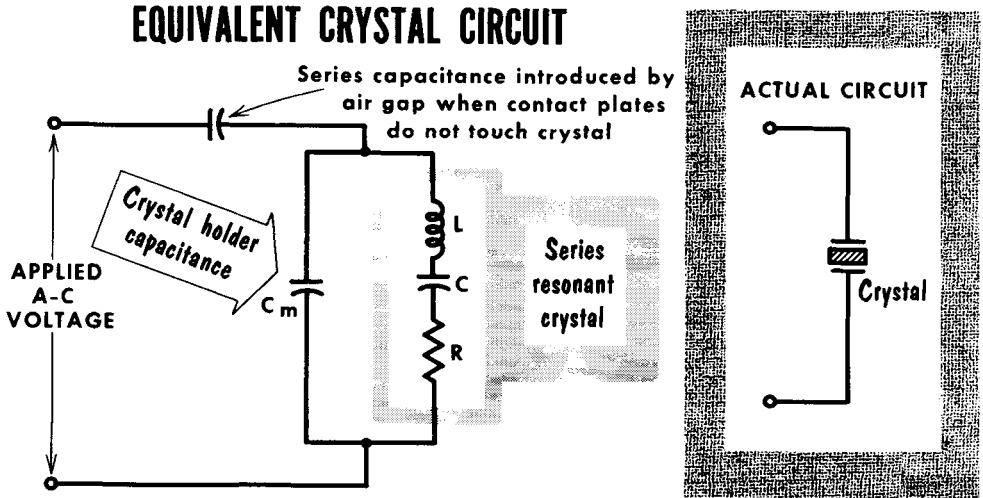 EQUIVALENT CRYSTAL CIRCUIT
Series capacitance introduced by
air gap when contact plates
do not touch crystal
Crystal holder
capacitance
APPLIED
A-C
VOLTAGE
Cm
L
C
R
Series
resonant
crystal
ACTUAL CIRCUIT
Crystal